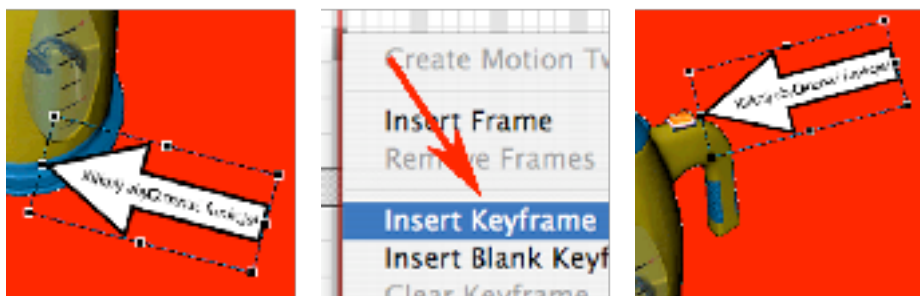 Create Motion Tw
Insert Frame
Remove Frames
Insert Keyframe
Insert Blank Keyf
Clear Keyframe